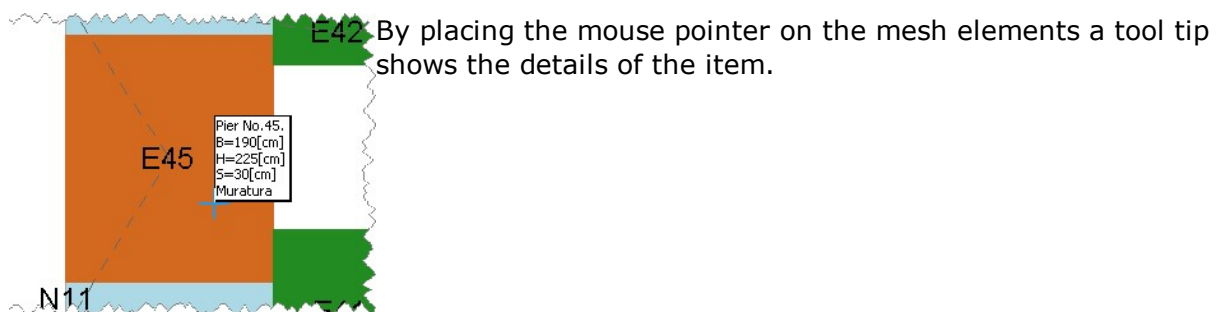 E42
By placing the mouse pointer on the mesh elements a tool tip
shows the details of the item.
Pier No.45.
B=190[cm]
H=225[cm]
S=30[cm]
Muratura
E45
N11